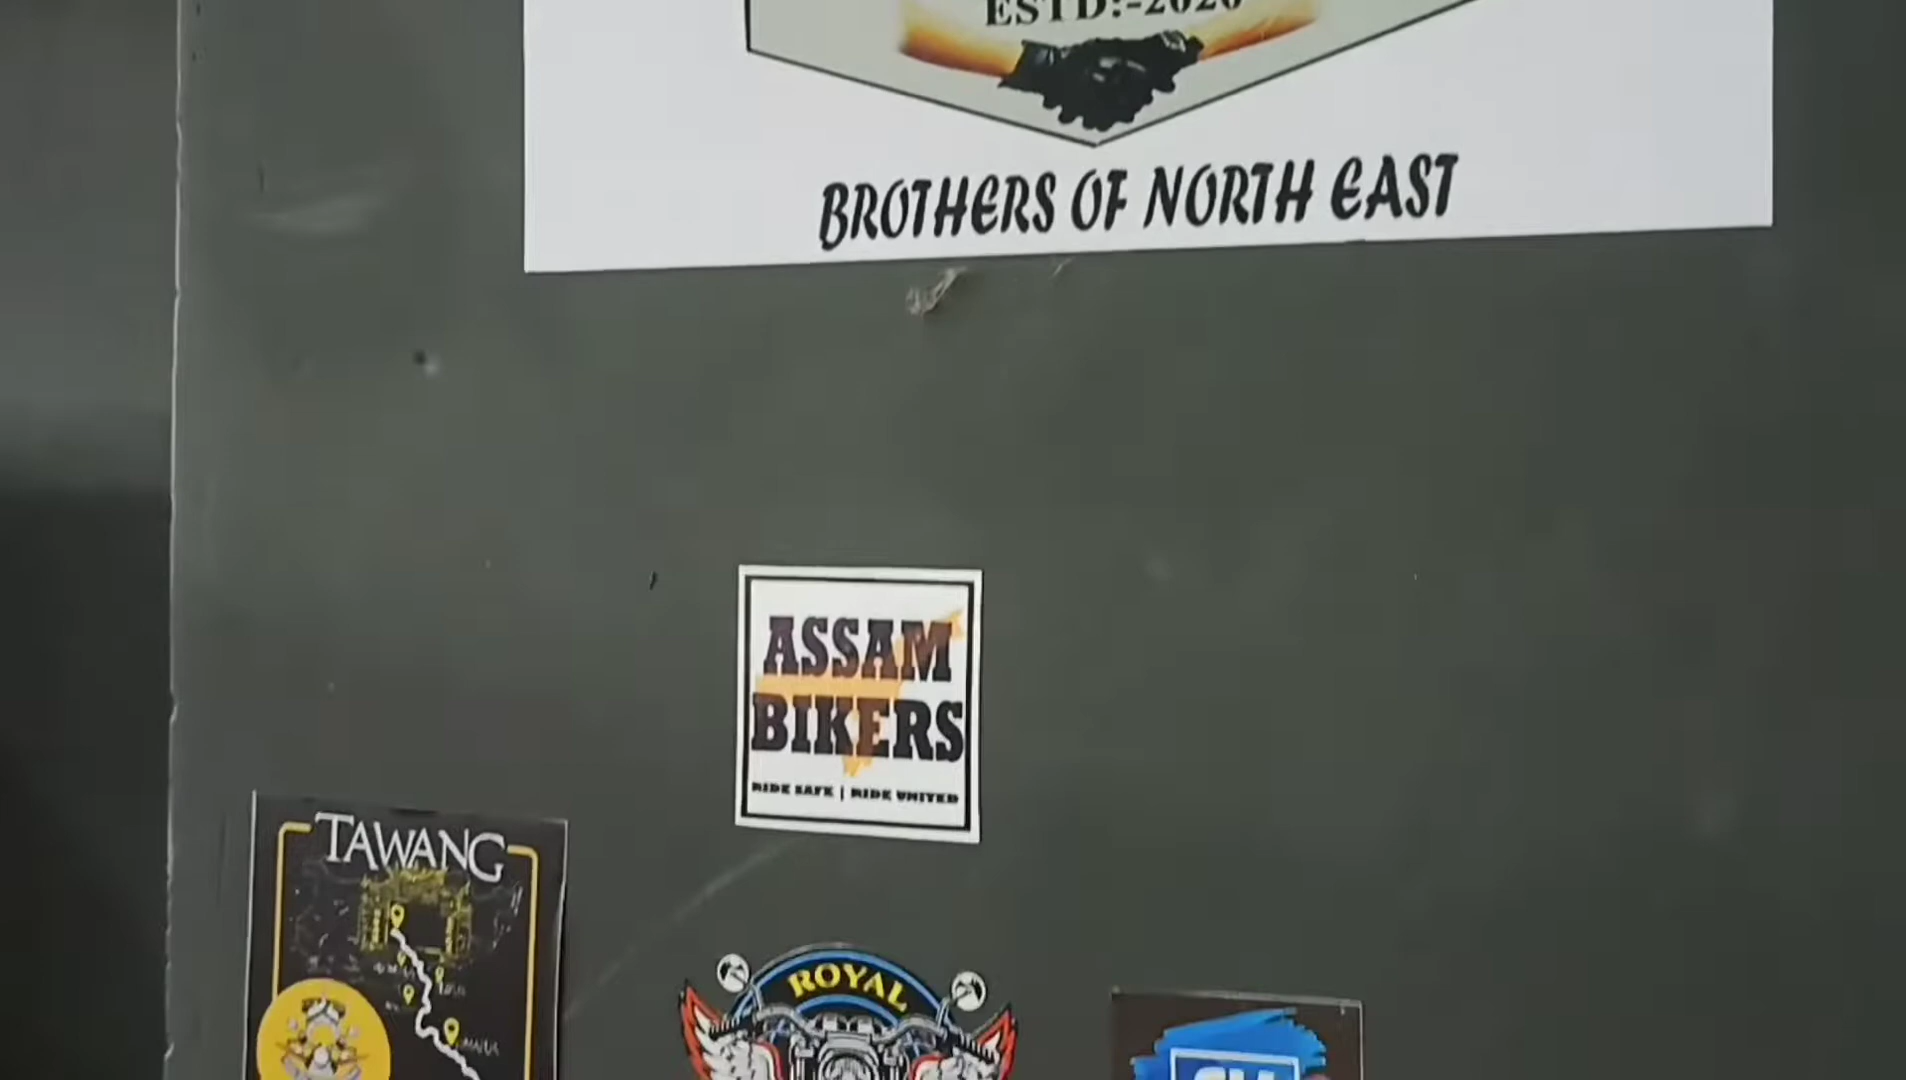 ESTD:-2020
BROTHERS OF NORTH EAST
ASSAM
BIKERS
RIDE SAFE | RIDE UNITED
TAWANG
ROYAL